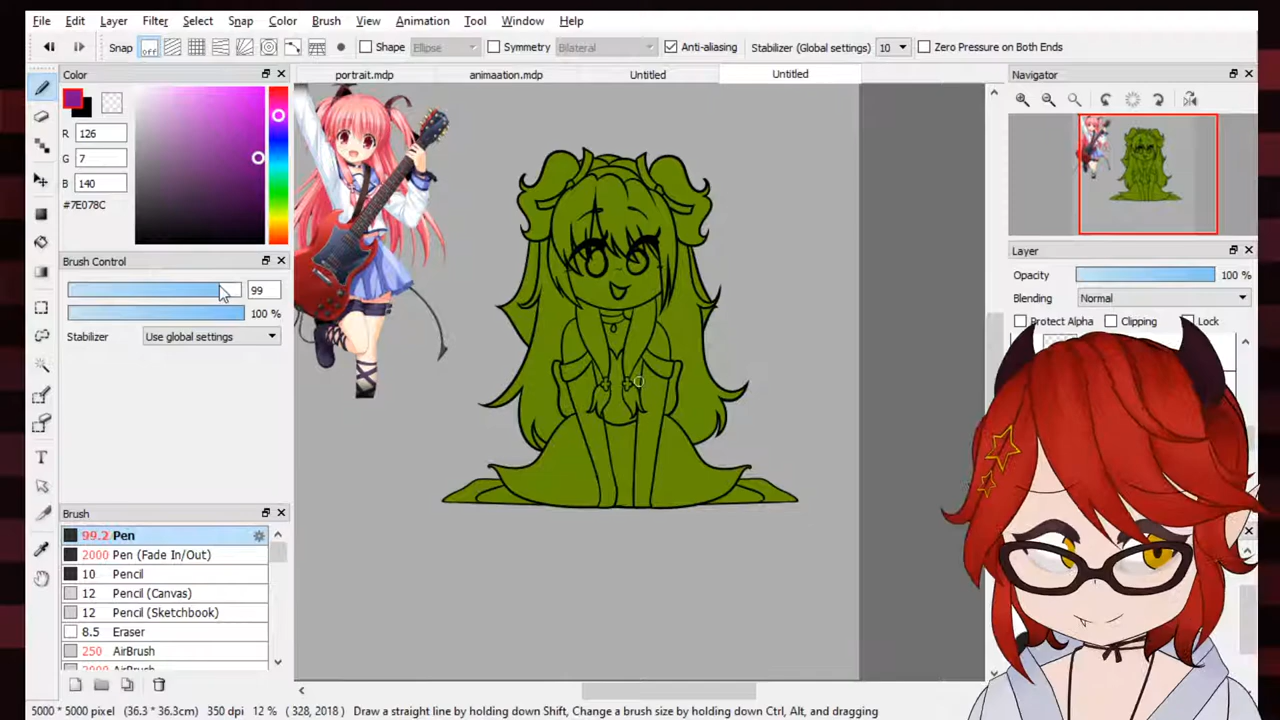 File Edit Layer Filter Select Snap Color Brush View Animation Tool Window Help
Snap off Shape Ellipse Symmetry Bilateral Anti-aliasing Stabilizer (Global settings) 10 Zero Pressure on Both Ends
Color
portrait.mdp animaation.mdp Untitled Untitled
Navigator
R 126
G 7
B 140
#7E078C
Brush Control
99
100 %
Stabilizer Use global settings
Layer
Opacity 100 %
Blending Normal
Protect Alpha Clipping Lock
Brush
99.2 Pen
2000 Pen (Fade In/Out)
10 Pencil
12 Pencil (Canvas)
12 Pencil (Sketchbook)
8.5 Eraser
250 AirBrush
5000 * 5000 pixel (36.3 * 36.3cm) 350 dpi 12 % ( 328, 2018 ) Draw a straight line by holding down Shift, Change a brush size by holding down Ctrl, Alt, and dragging